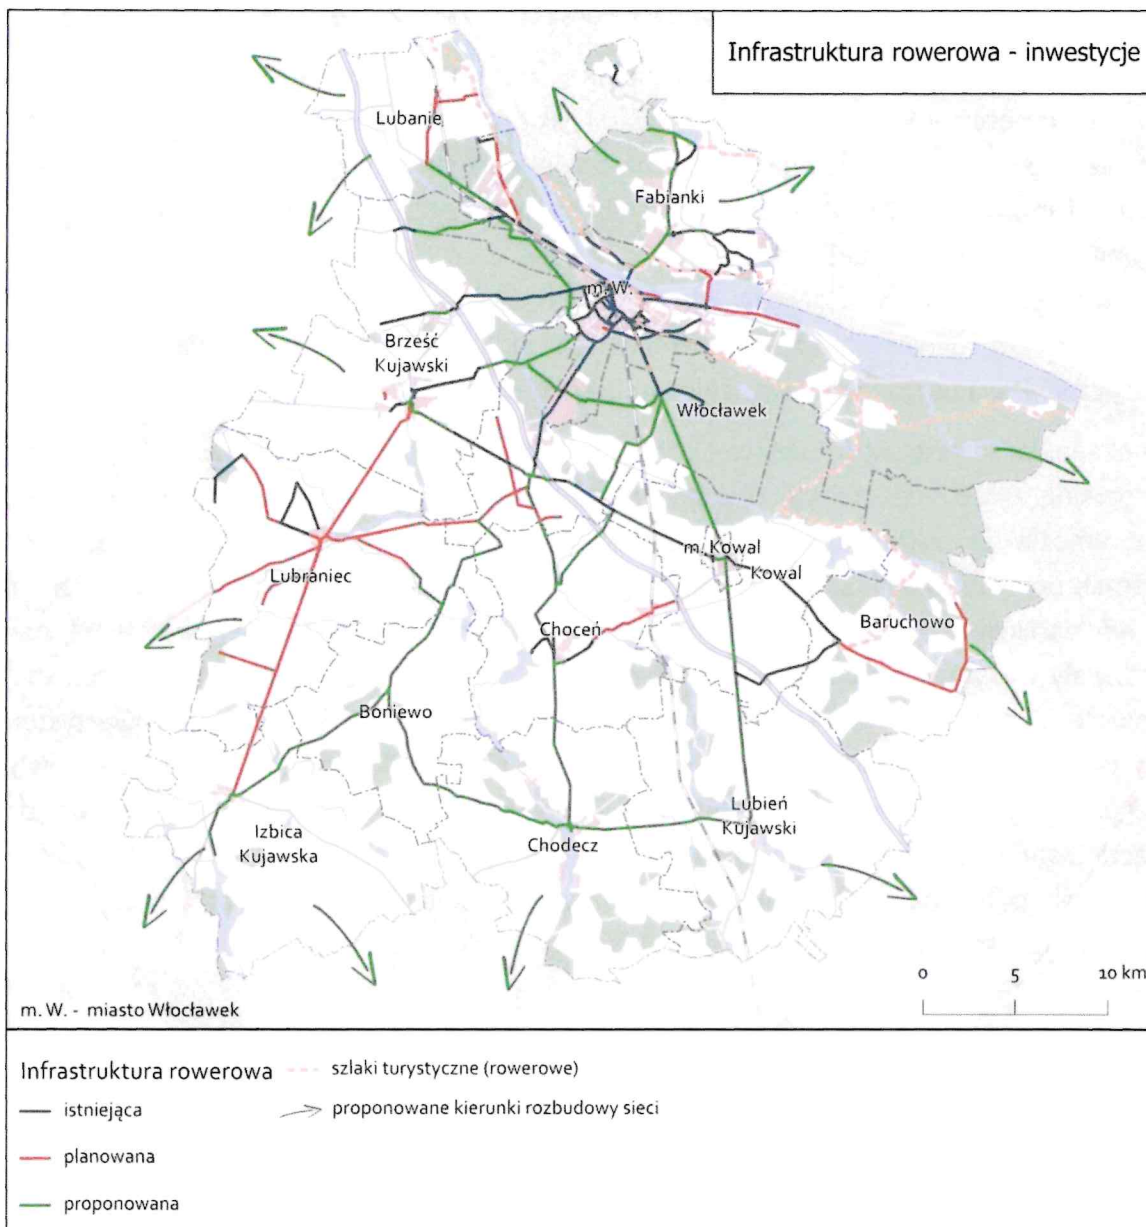 Infrastruktura rowerowa - inwestycje
Lubanie
Fabianki
m. W.
Brześć
Kujawski
Włocławek
m. Kowal
Kowal
Lubraniec
Baruchowo
Choceń
Boniewo
Lubień
Kujawski
Izbica
Kujawska
Chodecz
0 5 10 km
m. W. - miasto Włocławek
Infrastruktura rowerowa
szlaki turystyczne (rowerowe)
istniejąca
proponowane kierunki rozbudowy sieci
planowana
proponowana